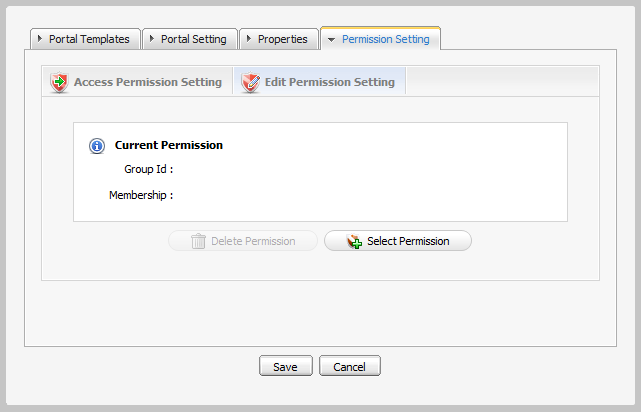 Portal Templates Portal Setting Properties Permission Setting
Access Permission Setting Edit Permission Setting
Current Permission
Group Id :
Membership :
Delete Permission Select Permission
Save Cancel